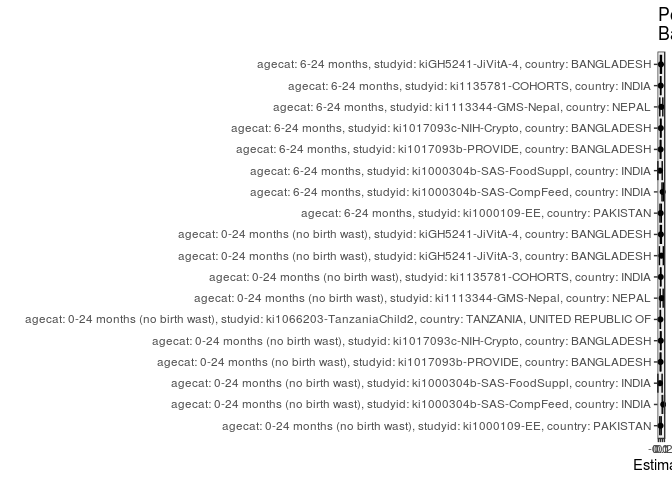 agecat: 6-24 months, studyid: kiGH5241-JiVitA-4, country: BANGLADESH
agecat: 6-24 months, studyid: ki1135781-COHORTS, country: INDIA
agecat: 6-24 months, studyid: ki1113344-GMS-Nepal, country: NEPAL
agecat: 6-24 months, studyid: ki1017093c-NIH-Crypto, country: BANGLADESH
agecat: 6-24 months, studyid: ki1017093b-PROVIDE, country: BANGLADESH
agecat: 6-24 months, studyid: ki1000304b-SAS-FoodSuppl, country: INDIA
agecat: 6-24 months, studyid: ki1000304b-SAS-CompFeed, country: INDIA
agecat: 6-24 months, studyid: ki1000109-EE, country: PAKISTAN
agecat: 0-24 months (no birth wast), studyid: kiGH5241-JiVitA-4, country: BANGLADESH
agecat: 0-24 months (no birth wast), studyid: kiGH5241-JiVitA-3, country: BANGLADESH
agecat: 0-24 months (no birth wast), studyid: ki1135781-COHORTS, country: INDIA
agecat: 0-24 months (no birth wast), studyid: ki1113344-GMS-Nepal, country: NEPAL
agecat: 0-24 months (no birth wast), studyid: ki1066203-TanzaniaChild2, country: TANZANIA, UNITED REPUBLIC OF
agecat: 0-24 months (no birth wast), studyid: ki1017093c-NIH-Crypto, country: BANGLADESH
agecat: 0-24 months (no birth wast), studyid: ki1017093b-PROVIDE, country: BANGLADESH
agecat: 0-24 months (no birth wast), studyid: ki1000304b-SAS-FoodSuppl, country: INDIA
agecat: 0-24 months (no birth wast), studyid: ki1000304b-SAS-CompFeed, country: INDIA
agecat: 0-24 months (no birth wast), studyid: ki1000109-EE, country: PAKISTAN